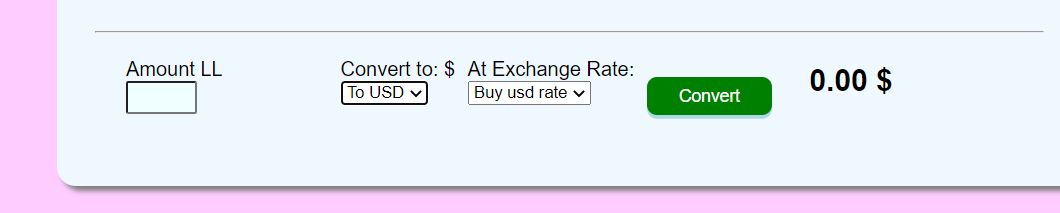 Amount LL
Convert to: $ At Exchange Rate:
To USD Buy usd rate
Convert
0.00 $